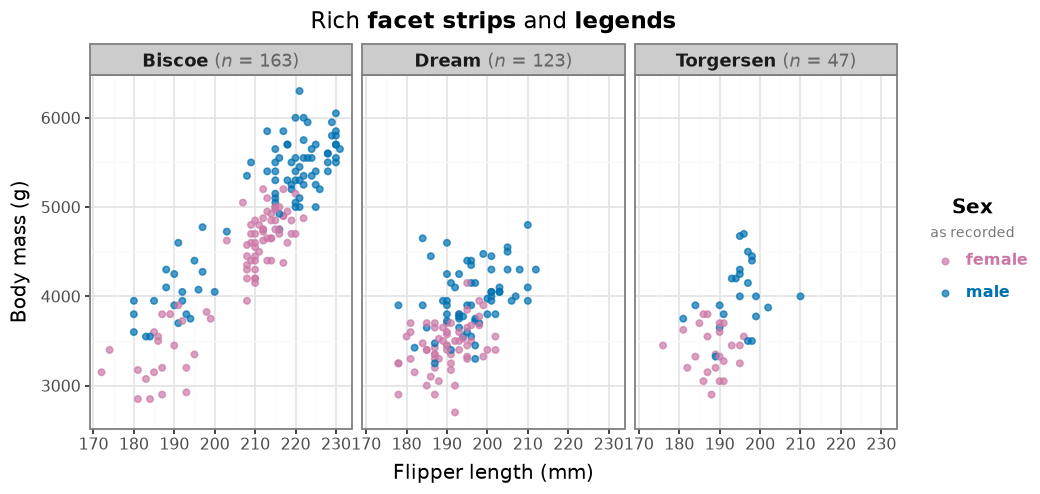 Rich facet strips and legends
Biscoe (n = 163)
Dream (n = 123)
Torgersen (n = 47)
Body mass (g)
6000
5000
4000
3000
170 180 190 200 210 220 230
170 180 190 200 210 220 230
170 180 190 200 210 220 230
Flipper length (mm)
Sex
as recorded
female
male